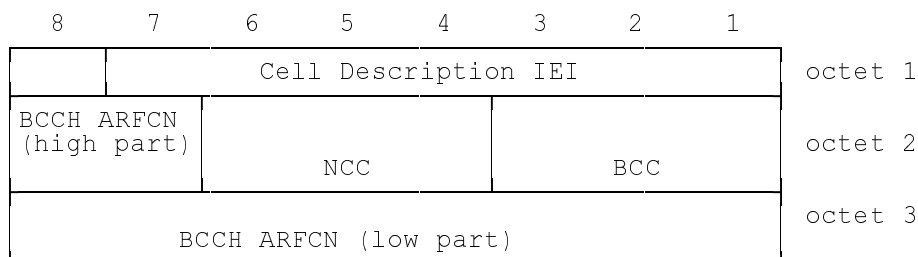 8 7 6 5 4 3 2 1
Cell Description IEI octet 1
BCCH ARFCN
(high part) octet 2
NCC BCC
octet 3
BCCH ARFCN (low part)